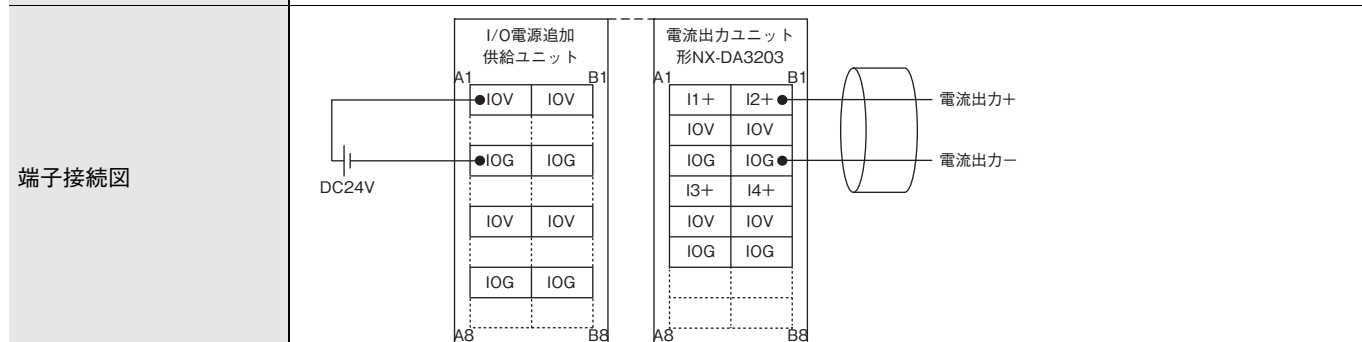 端子接続図
I/O電源追加
供給ユニット
A1 B1
IOV IOV
IOG IOG
IOV IOV
IOG IOG
A8 B8
DC24V
電流出力ユニット
形NX-DA3203
A1 B1
I1+ I2+
IOV IOV
IOG IOG
I3+ I4+
IOV IOV
IOG IOG
A8 B8
電流出力+
電流出力−